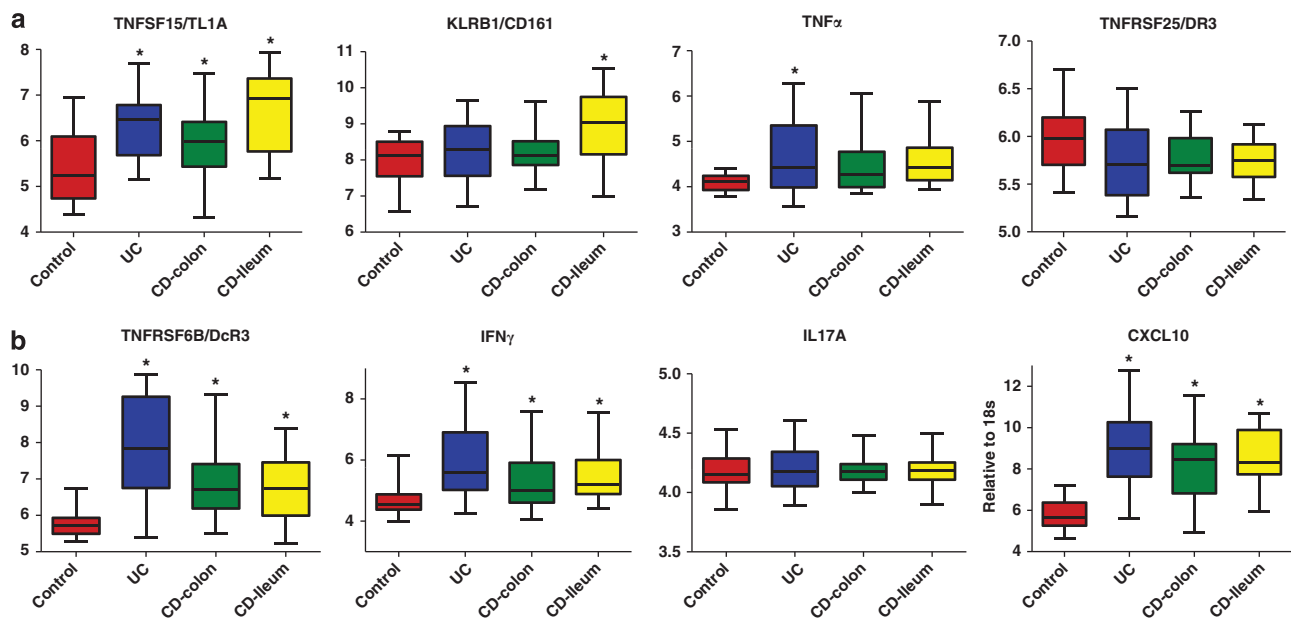 a
TNFSF15/TL1A
8
7
6
5
4
*
*
*
Control
UC
CD-colon
CD-Ileum
KLRB1/CD161
11
10
9
8
7
6
*
Control
UC
CD-colon
CD-Ileum
TNFα
7
6
5
4
3
*
Control
UC
CD-colon
CD-Ileum
TNFRSF25/DR3
7.0
6.5
6.0
5.5
5.0
Control
UC
CD-colon
CD-Ileum
b
TNFRSF6B/DcR3
10
9
8
7
6
5
*
*
*
Control
UC
CD-colon
CD-Ileum
IFNγ
8
6
4
*
*
*
Control
UC
CD-colon
CD-Ileum
IL17A
5.0
4.5
4.0
3.5
Control
UC
CD-colon
CD-Ileum
CXCL10
Relative to 18s
12
10
8
6
4
*
*
*
Control
UC
CD-colon
CD-Ileum